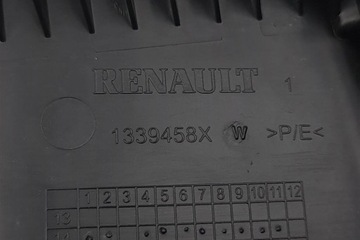 RENAULT 1
1339458X W >P/E<
1 2 3 4 5 6 7 8 9 10 11 12
13